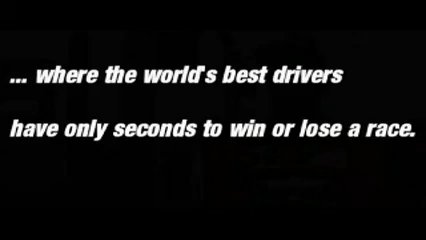 ... where the world's best drivers
have only seconds to win or lose a race.